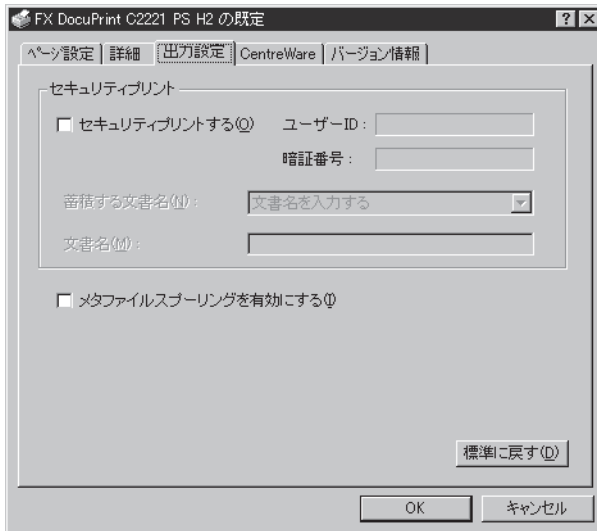 FX DocuPrint C2221 PS H2 の既定
ページ設定 詳細 出力設定 CentreWare バージョン情報
セキュリティプリント
セキュリティプリントする(O) ユーザーID :
暗証番号 :
蓄積する文書名(N) : 文書名を入力する
文書名(M) :
メタファイルスプーリングを有効にする(I)
標準に戻す(D)
OK キャンセル